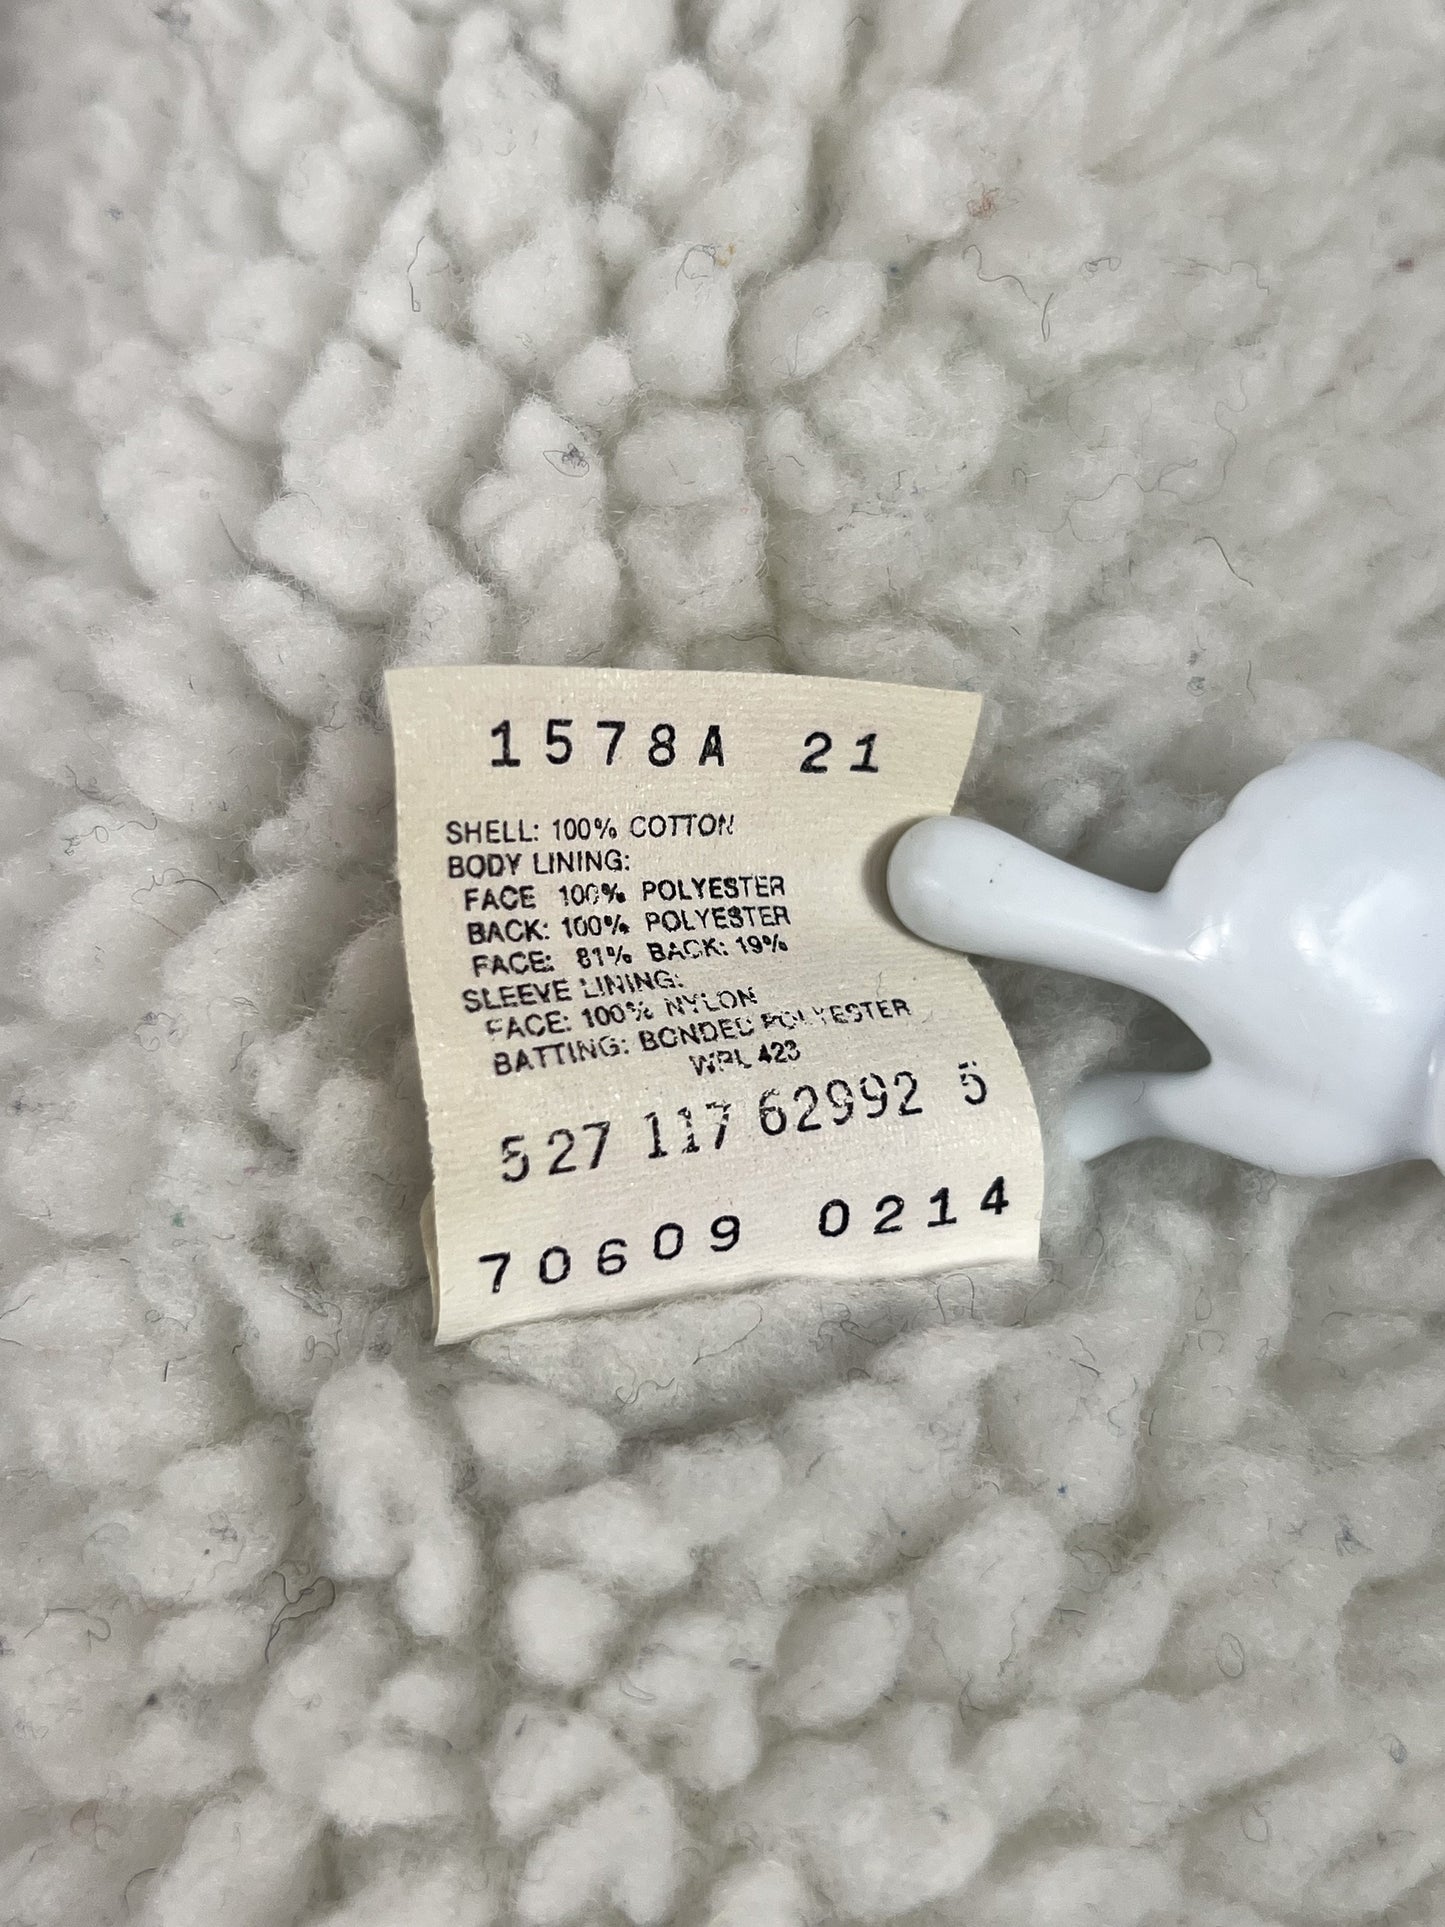 1578A 21
SHELL: 100% COTTON
BODY LINING:
FACE 100% POLYESTER
BACK: 100% POLYESTER
FACE: 81% BACK: 19%
SLEEVE LINING:
FACE: 100% NYLON
BATTING: BONDED POLYESTER
WPL 423
527 117 62992 5
70609 0214